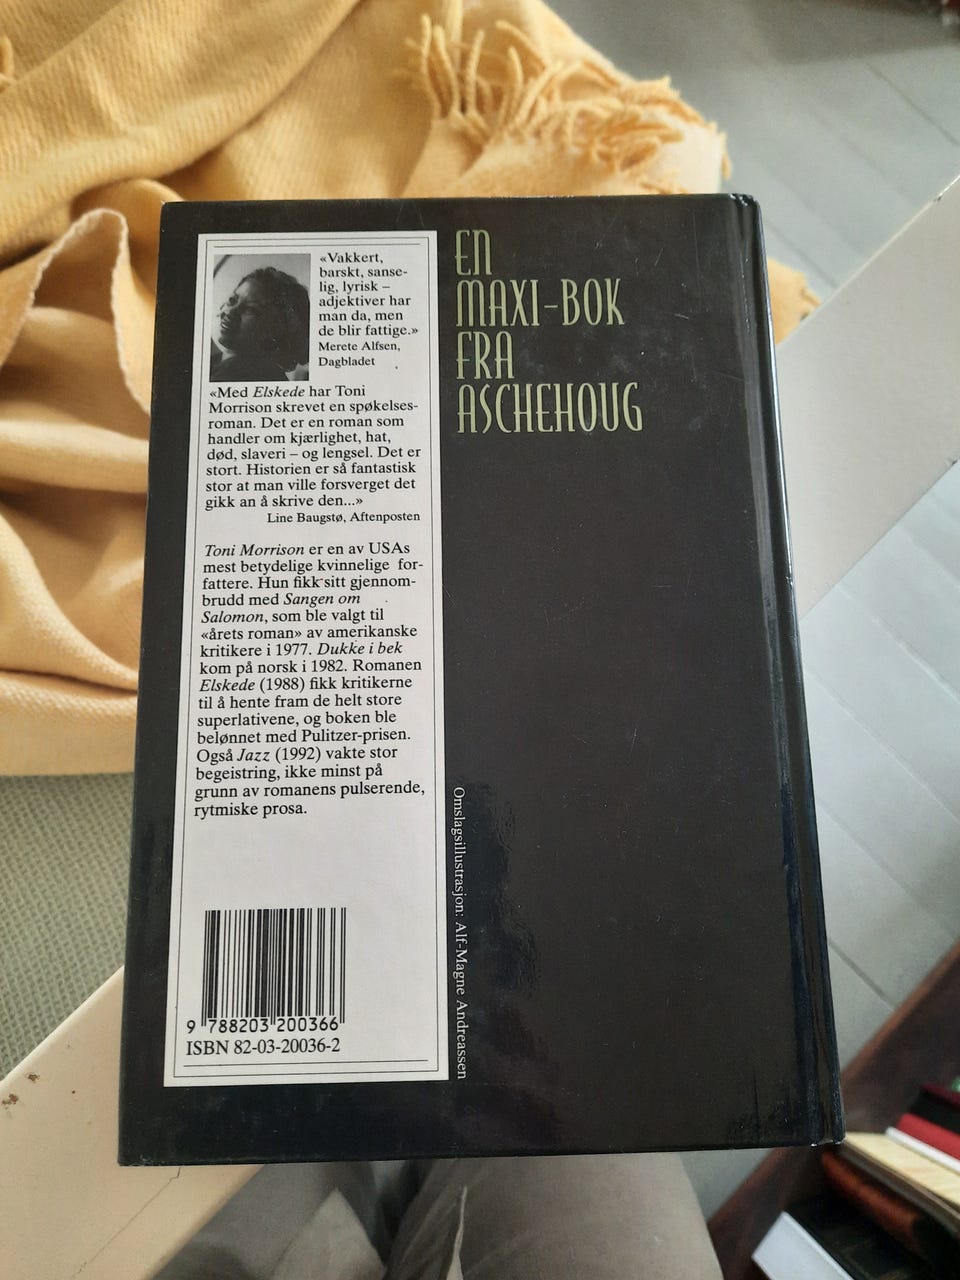 «Vakkert,
barskt, sanse-
lig, lyrisk –
adjektiver har
man da, men
de blir fattige.»
Merete Alfsen,
Dagbladet
«Med Elskede har Toni
Morrison skrevet en spøkelses-
roman. Det er en roman som
handler om kjærlighet, hat,
død, slaveri – og lengsel. Det er
stort. Historien er så fantastisk
stor at man ville forsverget det
gikk an å skrive den...»
Line Baugstø, Aftenposten
Toni Morrison er en av USAs
mest betydelige kvinnelige for-
fattere. Hun fikk sitt gjennom-
brudd med Sangen om
Salomon, som ble valgt til
«årets roman» av amerikanske
kritikere i 1977. Dukke i bek
kom på norsk i 1982. Romanen
Elskede (1988) fikk kritikerne
til å hente fram de helt store
superlativene, og boken ble
belønnet med Pulitzer-prisen.
Også Jazz (1992) vakte stor
begeistring, ikke minst på
grunn av romanens pulserende,
rytmiske prosa.
9 788203 200366
ISBN 82-03-20036-2
EN
MAXI-BOK
FRA
ASCHEHOUG
Omslagsillustrasjon: Alf-Magne Andreassen